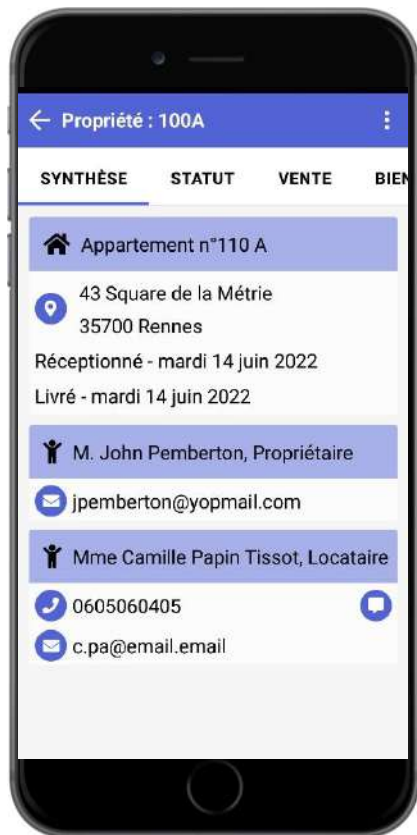 Propriété : 100A
SYNTHÈSE STATUT VENTE BIEN
Appartement n°110 A
43 Square de la Métrie
35700 Rennes
Réceptionné - mardi 14 juin 2022
Livré - mardi 14 juin 2022
M. John Pemberton, Propriétaire
jpemberton@yopmail.com
Mme Camille Papin Tissot, Locataire
0605060405
c.pa@email.email